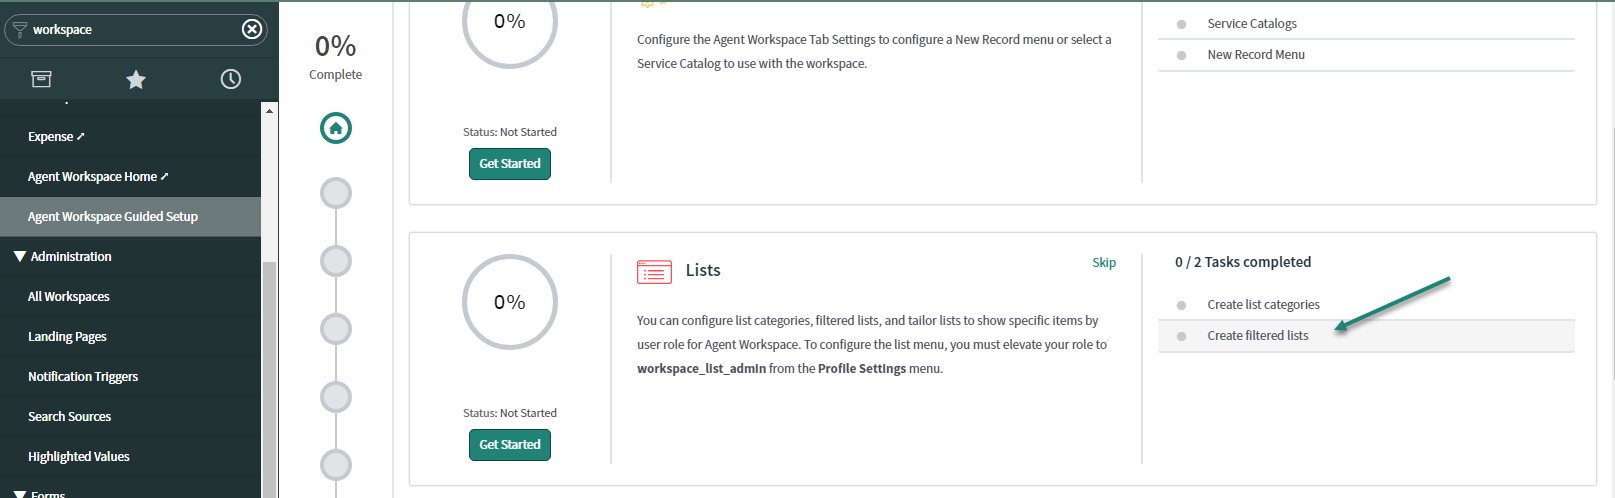 workspace
Expense
Agent Workspace Home
Agent Workspace Guided Setup
Administration
All Workspaces
Landing Pages
Notification Triggers
Search Sources
Highlighted Values
Forms
0%
Complete
0%
Status: Not Started
Get Started
Configure the Agent Workspace Tab Settings to configure a New Record menu or select a
Service Catalog to use with the workspace.
Service Catalogs
New Record Menu
0%
Status: Not Started
Get Started
Lists
Skip
You can configure list categories, filtered lists, and tailor lists to show specific items by
user role for Agent Workspace. To configure the list menu, you must elevate your role to
workspace_list_admin from the Profile Settings menu.
0 / 2 Tasks completed
Create list categories
Create filtered lists